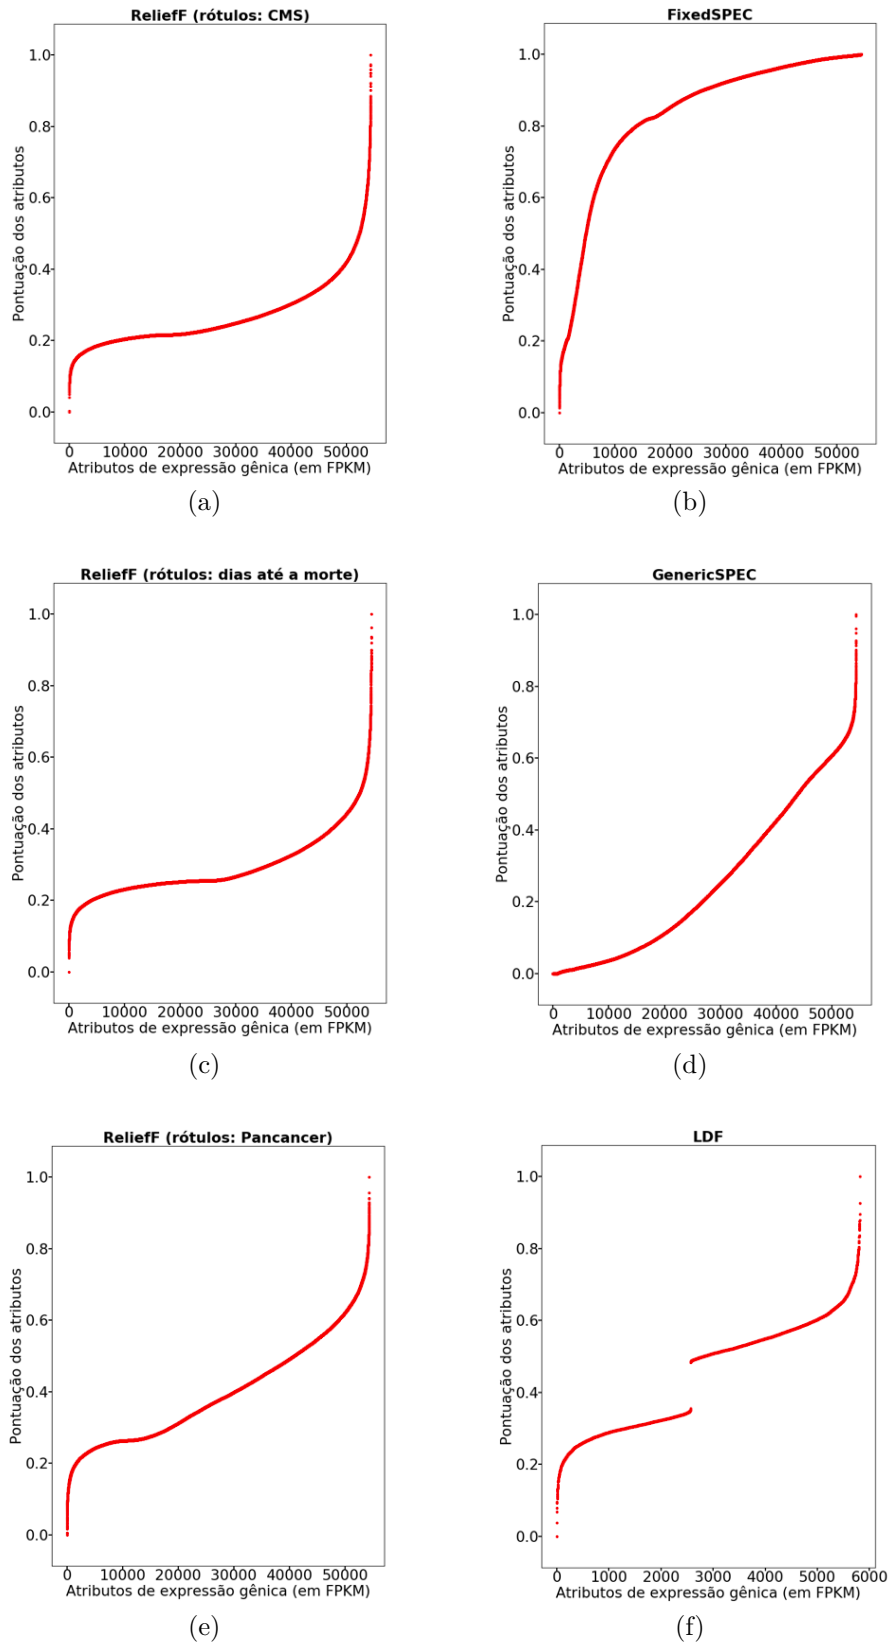 ReliefF (rótulos: CMS)
Pontuação dos atributos
1.0
0.8
0.6
0.4
0.2
0.0
0 10000 20000 30000 40000 50000
Atributos de expressão gênica (em FPKM)
(a)
FixedSPEC
Pontuação dos atributos
1.0
0.8
0.6
0.4
0.2
0.0
0 10000 20000 30000 40000 50000
Atributos de expressão gênica (em FPKM)
(b)
ReliefF (rótulos: dias até a morte)
Pontuação dos atributos
1.0
0.8
0.6
0.4
0.2
0.0
0 10000 20000 30000 40000 50000
Atributos de expressão gênica (em FPKM)
(c)
GenericSPEC
Pontuação dos atributos
1.0
0.8
0.6
0.4
0.2
0.0
0 10000 20000 30000 40000 50000
Atributos de expressão gênica (em FPKM)
(d)
ReliefF (rótulos: Pancancer)
Pontuação dos atributos
1.0
0.8
0.6
0.4
0.2
0.0
0 10000 20000 30000 40000 50000
Atributos de expressão gênica (em FPKM)
(e)
LDF
Pontuação dos atributos
1.0
0.8
0.6
0.4
0.2
0.0
0 1000 2000 3000 4000 5000 6000
Atributos de expressão gênica (em FPKM)
(f)